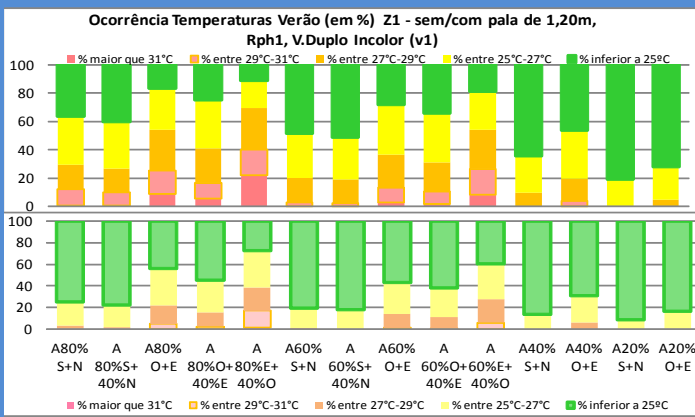 Ocorrência Temperaturas Verão (em %) Z1 - sem/com pala de 1,20m,
Rph1, V.Duplo Incolor (v1)
% maior que 31°C % entre 29°C-31°C % entre 27°C-29°C % entre 25°C-27°C % inferior a 25ºC
100
80
60
40
20
0
100
80
60
40
20
0
A80% S+N
A 80%S+ 40%N
A80% O+E
A 80%O+ 40%E
A 80%E+ 40%O
A60% S+N
A 60%S+ 40%N
A60% O+E
A 60%O+ 40%E
A 60%E+ 40%O
A40% S+N
A40% O+E
A20% S+N
A20% O+E
% maior que 31°C % entre 29°C-31°C % entre 27°C-29°C % entre 25°C-27°C % inferior a 25ºC